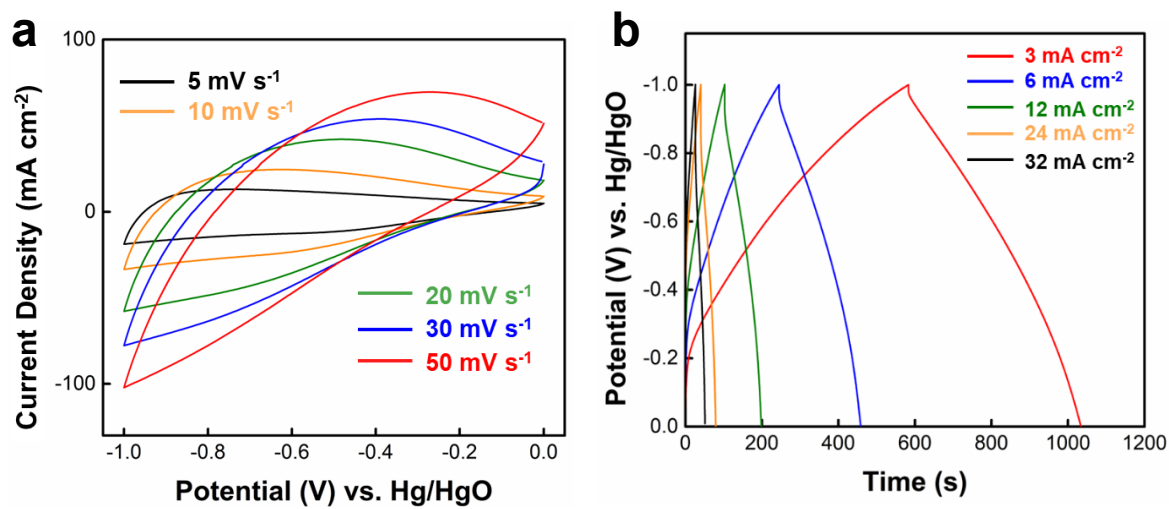 a
100
0
-100
Current Density (mA cm-2)
5 mV s-1
10 mV s-1
20 mV s-1
30 mV s-1
50 mV s-1
-1.0 -0.8 -0.6 -0.4 -0.2 0.0
Potential (V) vs. Hg/HgO
b
-1.0
-0.8
-0.6
-0.4
-0.2
0.0
Potential (V) vs. Hg/HgO
3 mA cm-2
6 mA cm-2
12 mA cm-2
24 mA cm-2
32 mA cm-2
0 200 400 600 800 1000 1200
Time (s)